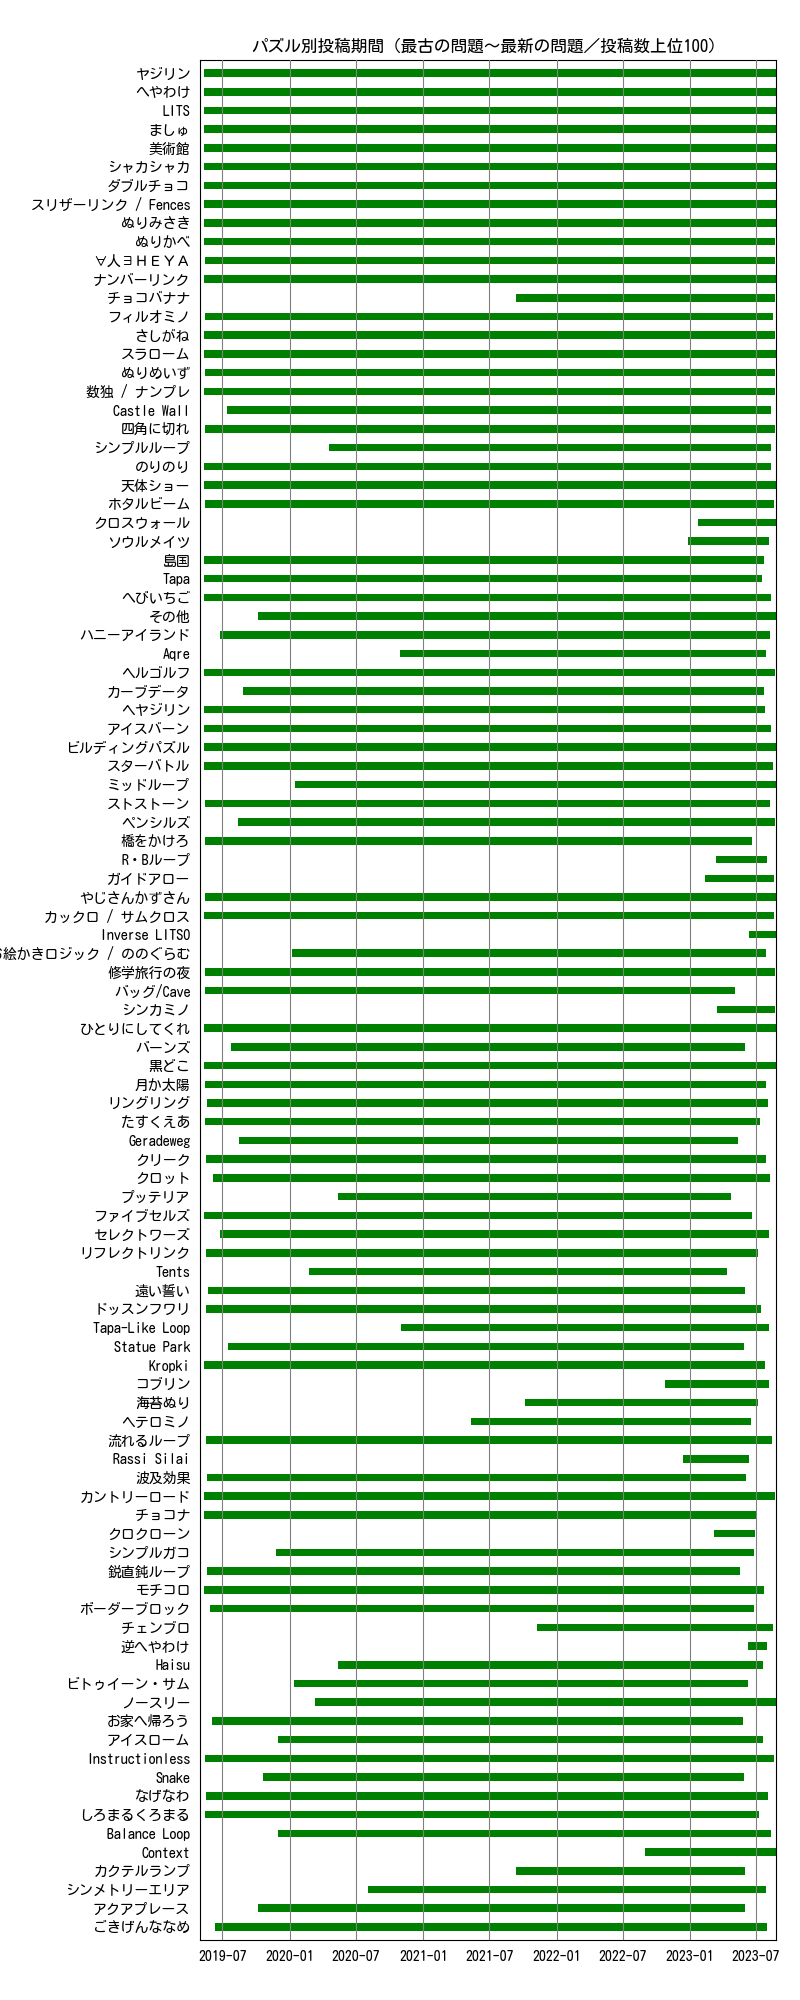 パズル別投稿期間（最古の問題～最新の問題／投稿数上位100）
ヤジリン
へやわけ
LITS
ましゅ
美術館
シャカシャカ
ダブルチョコ
スリザーリンク / Fences
ぬりみさき
ぬりかべ
∀人ヨＨＥＹＡ
ナンバーリンク
チョコバナナ
フィルオミノ
さしがね
スラローム
ぬりめいず
数独 / ナンプレ
Castle Wall
四角に切れ
シンプルループ
のりのり
天体ショー
ホタルビーム
クロスウォール
ソウルメイツ
島国
Tapa
へびいちご
その他
ハニーアイランド
Aqre
ヘルゴルフ
カーブデータ
ヘヤジリン
アイスバーン
ビルディングパズル
スターバトル
ミッドループ
ストストーン
ペンシルズ
橋をかけろ
R・Bループ
ガイドアロー
やじさんかずさん
カックロ / サムクロス
Inverse LITSO
絵かきロジック / ののぐらむ
修学旅行の夜
バッグ/Cave
シンカミノ
ひとりにしてくれ
バーンズ
黒どこ
月か太陽
リングリング
たすくえあ
Geradeweg
クリーク
クロット
プッテリア
ファイブセルズ
セレクトワーズ
リフレクトリンク
Tents
遠い誓い
ドッスンフワリ
Tapa-Like Loop
Statue Park
Kropki
コブリン
海苔ぬり
ヘテロミノ
流れるループ
Rassi Silai
波及効果
カントリーロード
チョコナ
クロクローン
シンプルガコ
鋭直鈍ループ
モチコロ
ボーダーブロック
チェンブロ
逆へやわけ
Haisu
ビトゥイーン・サム
ノースリー
お家へ帰ろう
アイスローム
Instructionless
Snake
なげなわ
しろまるくろまる
Balance Loop
Context
カクテルランプ
シンメトリーエリア
アクアプレース
ごきげんななめ
2019-07 2020-01 2020-07 2021-01 2021-07 2022-01 2022-07 2023-01 2023-07